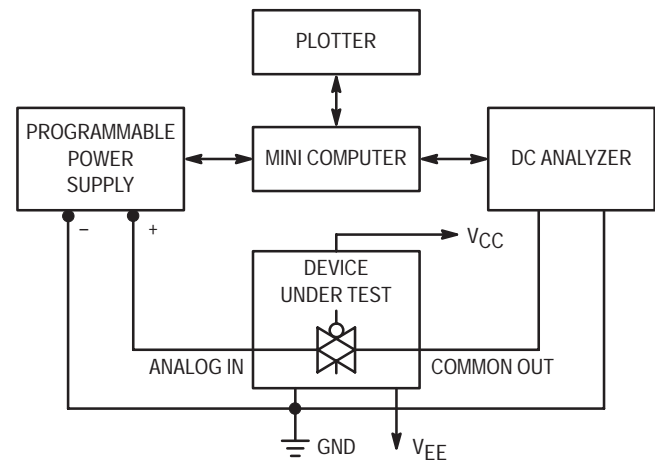 PLOTTER
PROGRAMMABLE
POWER
SUPPLY
MINI COMPUTER
DC ANALYZER
– +
VCC
DEVICE
UNDER TEST
ANALOG IN
COMMON OUT
GND
VEE